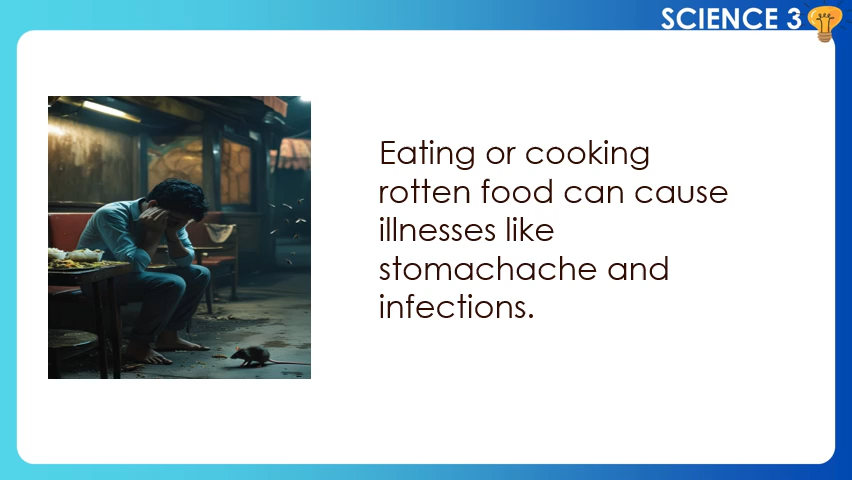 SCIENCE 3
Eating or cooking
rotten food can cause
illnesses like
stomachache and
infections.